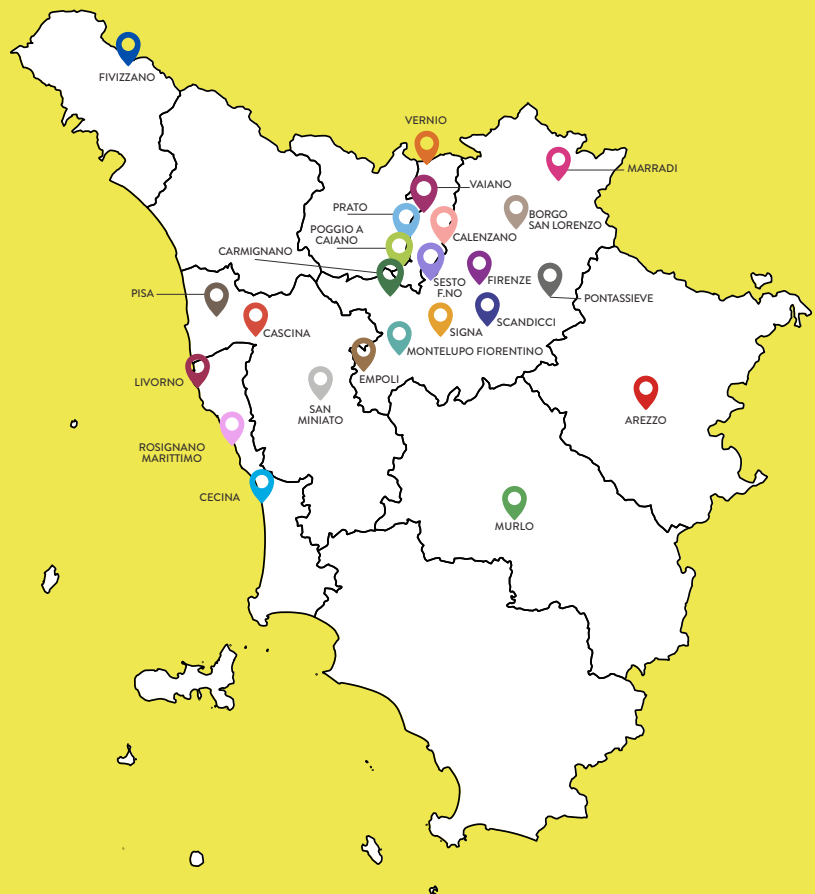 FIVIZZANO
VERNIO
MARRADI
VAIANO
PRATO
BORGO
SAN LORENZO
POGGIO A
CAIANO
CALENZANO
CARMIGNANO
SESTO
F.NO
FIRENZE
PISA
PONTASSIEVE
SCANDICCI
CASCINA
SIGNA
MONTELUPO FIORENTINO
EMPOLI
LIVORNO
SAN
MINIATO
AREZZO
ROSIGNANO
MARITTIMO
CECINA
MURLO